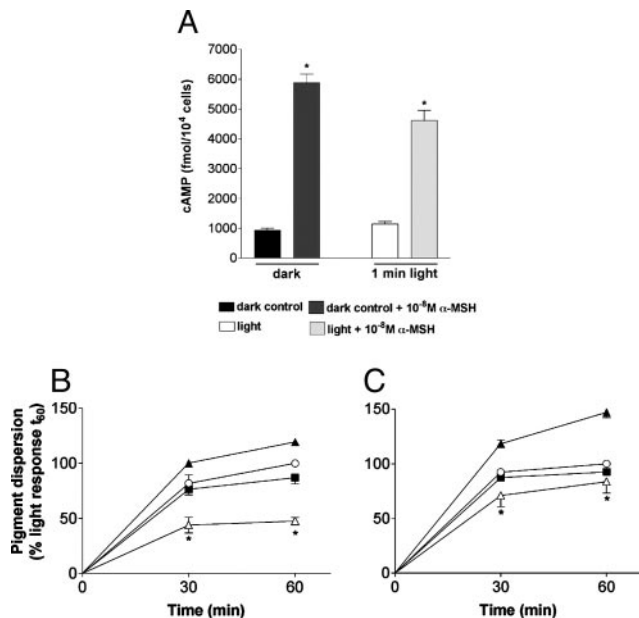 A
7000
6000
5000
4000
3000
2000
1000
0
cAMP (fmol/10⁴ cells)
*
*
dark
1 min light
dark control
dark control + 10⁻⁸M α-MSH
light
light + 10⁻⁸M α-MSH
B
Pigment dispersion
(% light response t₆₀)
150
100
50
0
*
*
0
30
60
Time (min)
C
150
100
50
0
*
*
0
30
60
Time (min)